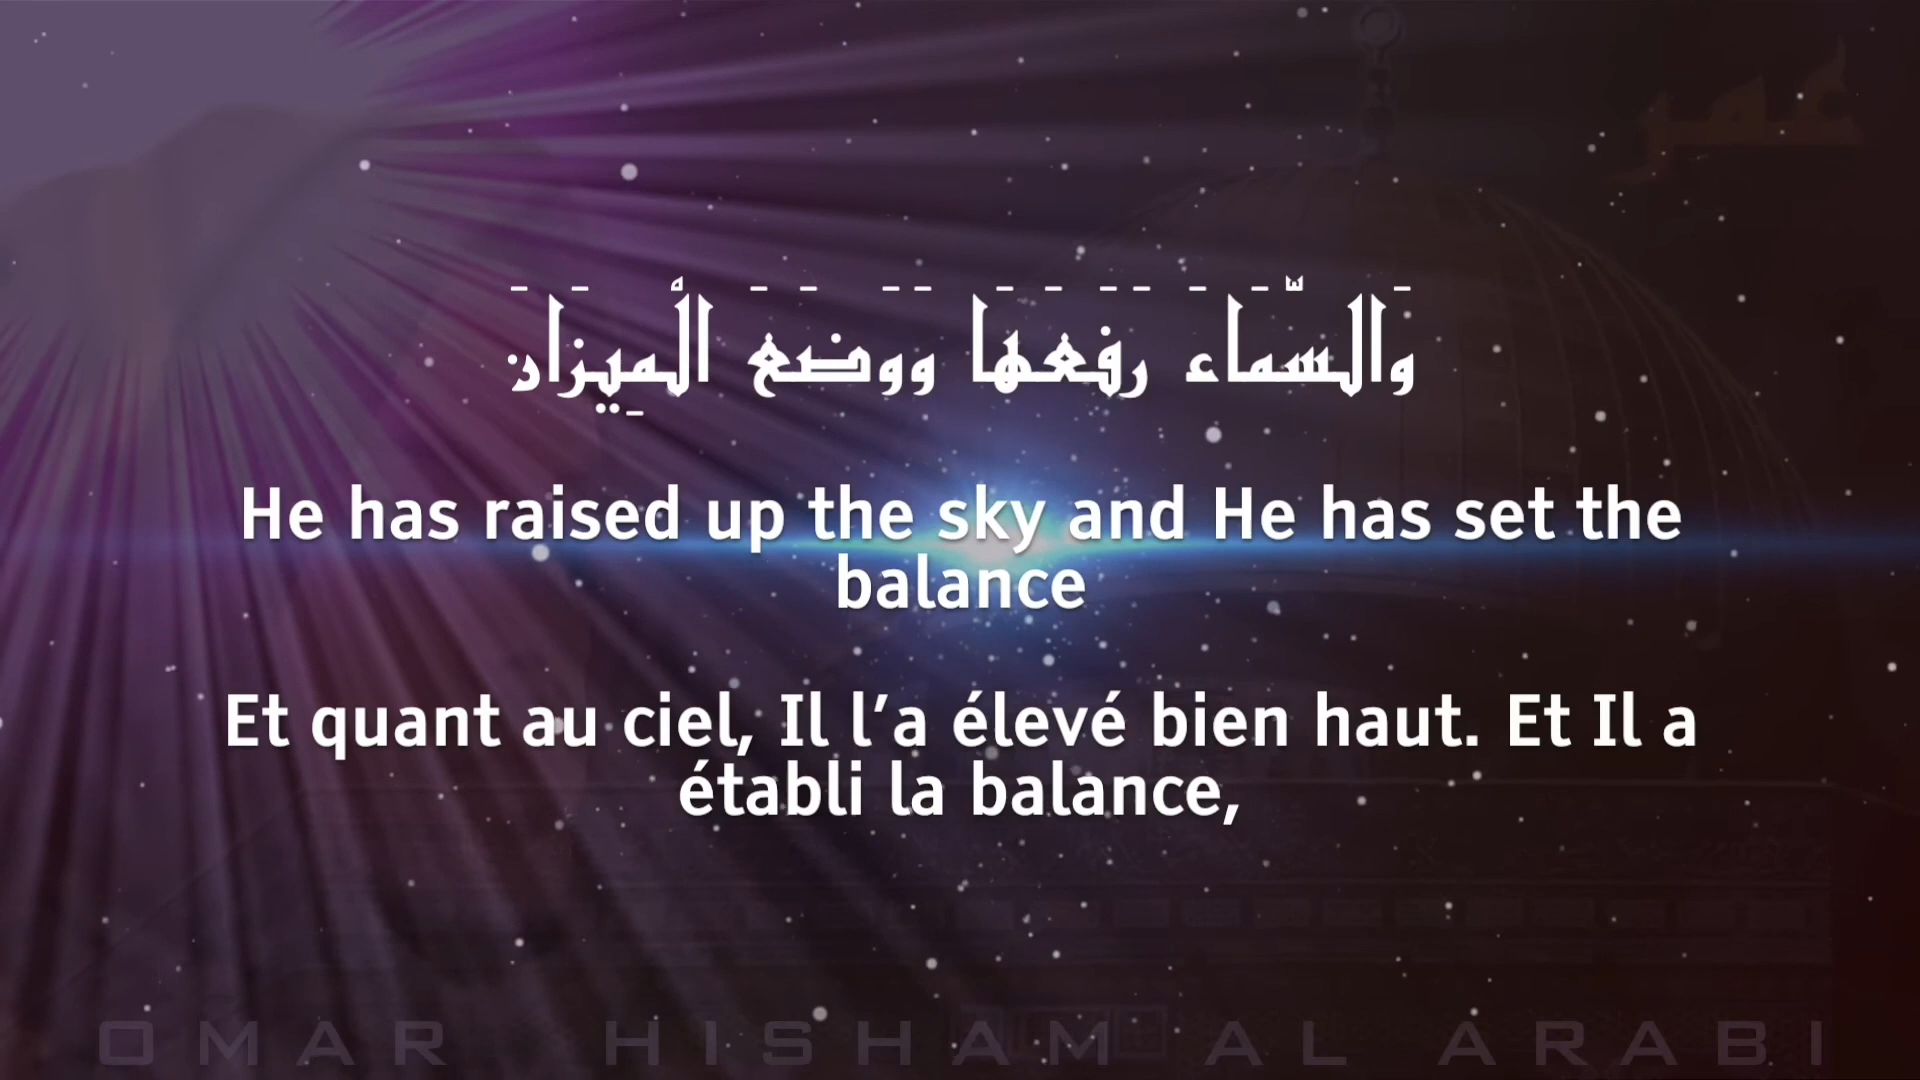 وَالسَّمَاءَ رَفَعَهَا وَوَضَعَ الْمِيزَانَ
He has raised up the sky and He has set the
balance
Et quant au ciel, Il l’a élevé bien haut. Et Il a
établi la balance,
OMAR HISHAM AL ARABI